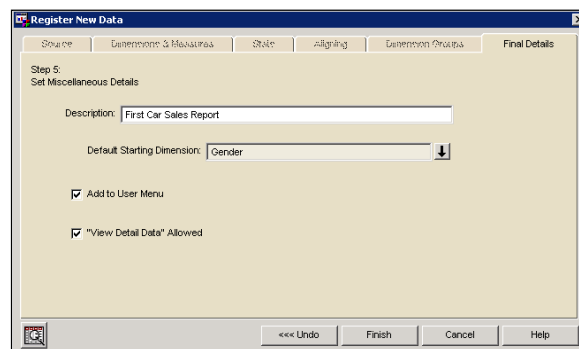 Register New Data
Source Dimensions & Measures State Aligning Dimension Groups Final Details
Step 5:
Set Miscellaneous Details
Description: First Car Sales Report
Default Starting Dimension: Gender
Add to User Menu
"View Detail Data" Allowed
<<< Undo Finish Cancel Help